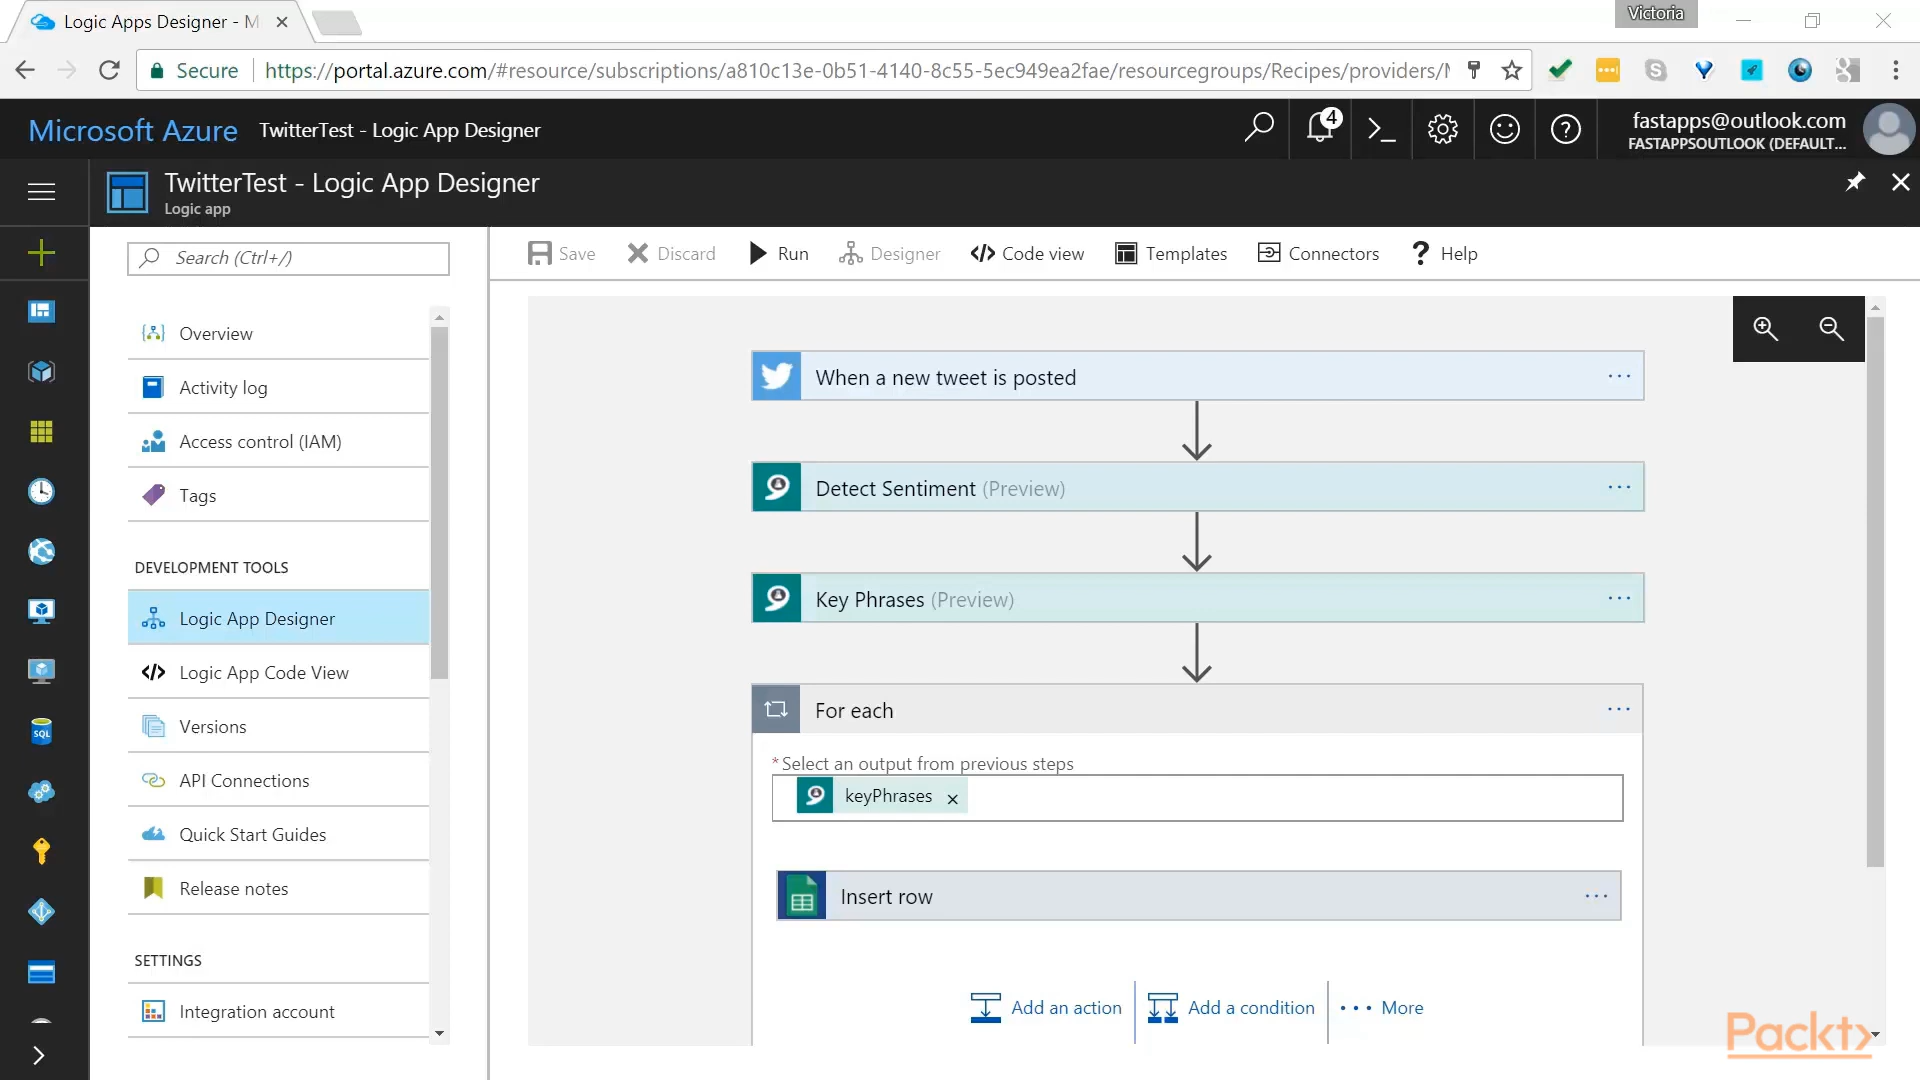 Logic Apps Designer - M
Victoria
Secure
https://portal.azure.com/#resource/subscriptions/a810c13e-0b51-4140-8c55-5ec949ea2fae/resourcegroups/Recipes/providers/M
Microsoft Azure
TwitterTest - Logic App Designer
4
fastapps@outlook.com
FASTAPPSOUTLOOK (DEFAULT...
TwitterTest - Logic App Designer
Logic app
Search (Ctrl+/)
Save
Discard
Run
Designer
Code view
Templates
Connectors
Help
Overview
Activity log
Access control (IAM)
Tags
DEVELOPMENT TOOLS
Logic App Designer
Logic App Code View
Versions
API Connections
Quick Start Guides
Release notes
SETTINGS
Integration account
SQL
When a new tweet is posted
Detect Sentiment (Preview)
Key Phrases (Preview)
For each
*Select an output from previous steps
keyPhrases ×
Insert row
Add an action
Add a condition
More
Packt